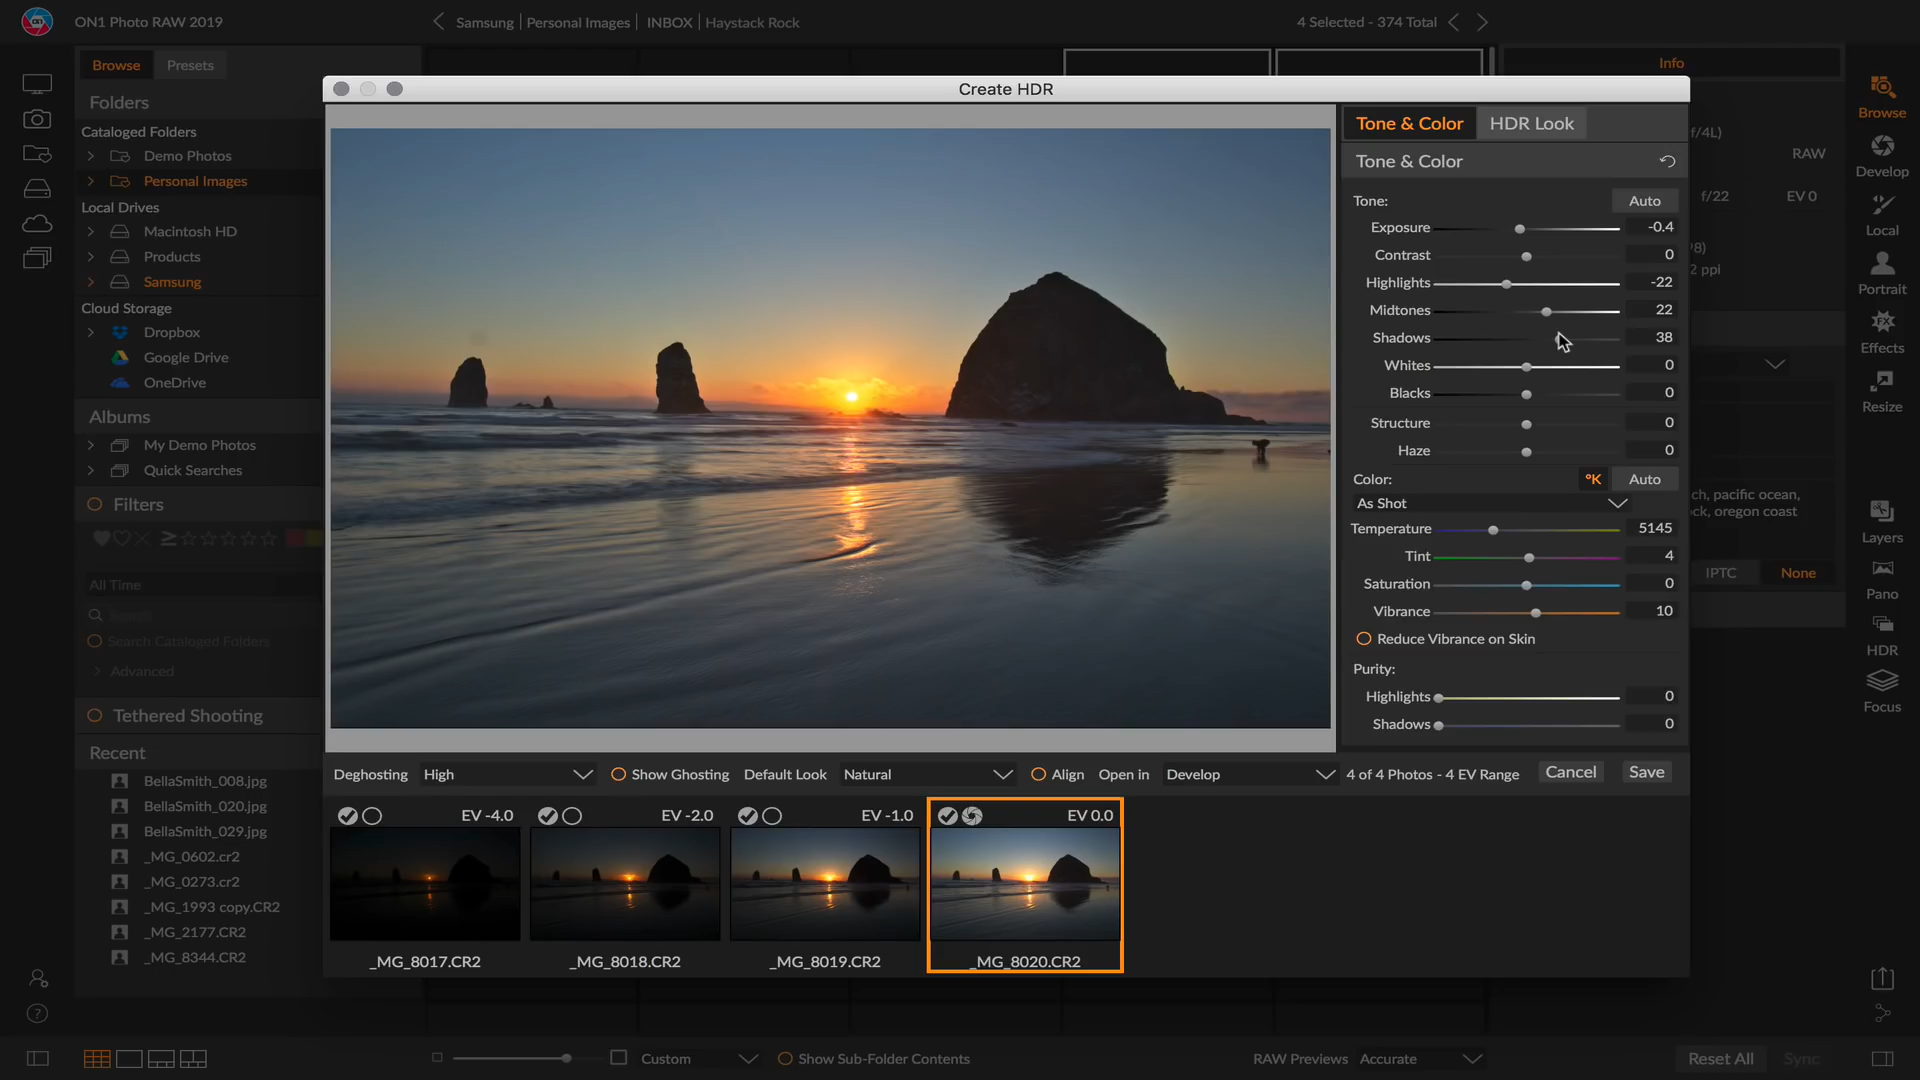 ON1 Photo RAW 2019
Samsung | Personal Images | INBOX | Haystack Rock
4 Selected - 374 Total
Browse Presets
Folders
Cataloged Folders
Demo Photos
Personal Images
Local Drives
Macintosh HD
Products
Samsung
Cloud Storage
Dropbox
Google Drive
OneDrive
Albums
My Demo Photos
Quick Searches
Filters
All Time
Search Cataloged Folders
Advanced
Tethered Shooting
Recent
BellaSmith_008.jpg
BellaSmith_020.jpg
BellaSmith_029.jpg
_MG_0602.cr2
_MG_0273.cr2
_MG_1993 copy.CR2
_MG_2177.CR2
_MG_8344.CR2
Create HDR
Tone & Color HDR Look
Tone & Color
Tone: Auto
Exposure -0.4
Contrast 0
Highlights -22
Midtones 22
Shadows 38
Whites 0
Blacks 0
Structure 0
Haze 0
Color: °K Auto
As Shot
Temperature 5145
Tint 4
Saturation 0
Vibrance 10
Reduce Vibrance on Skin
Purity:
Highlights 0
Shadows 0
Deghosting High Show Ghosting Default Look Natural Align Open in Develop 4 of 4 Photos - 4 EV Range Cancel Save
EV -4.0 EV -2.0 EV -1.0 EV 0.0
_MG_8017.CR2 _MG_8018.CR2 _MG_8019.CR2 _MG_8020.CR2
Info
f/4L)
RAW
f/22 EV 0
2 ppi
ch, pacific ocean,
ck, oregon coast
IPTC None
Browse
Develop
Local
Portrait
FX
Effects
Resize
Layers
Pano
HDR
Focus
Custom Show Sub-Folder Contents RAW Previews Accurate Reset All Sync